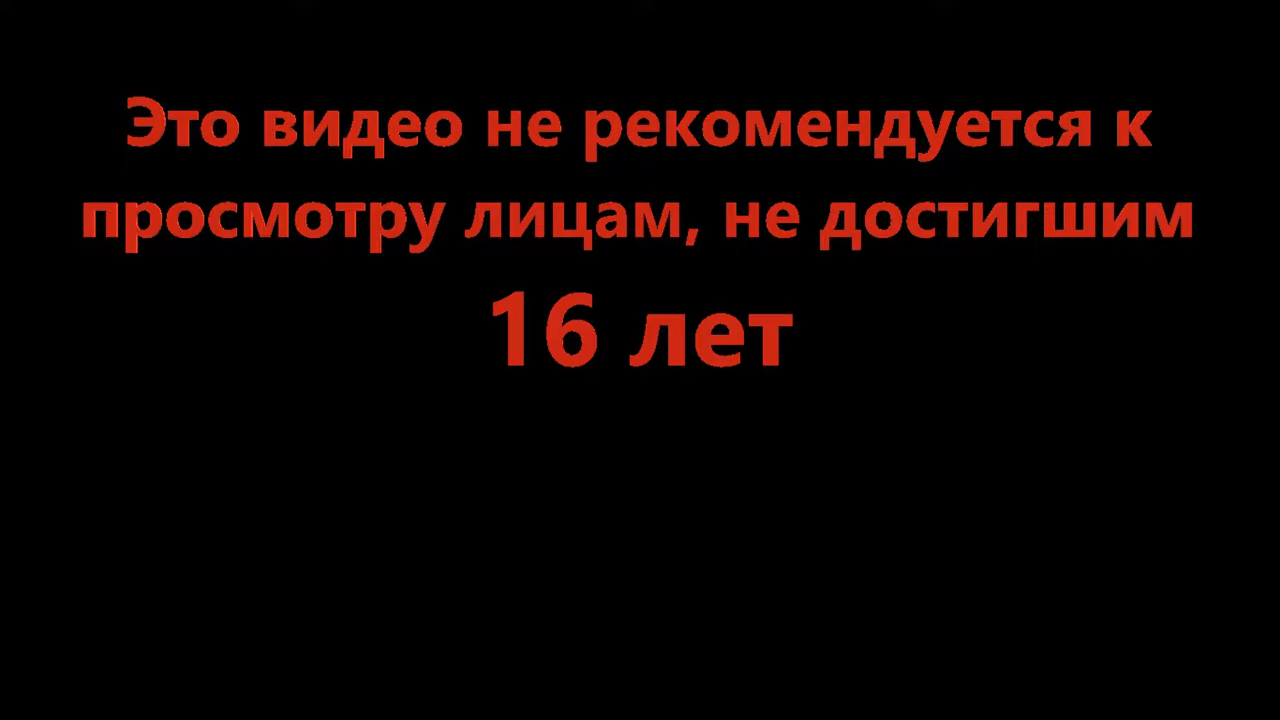 Это видео не рекомендуется к
просмотру лицам, не достигшим
16 лет